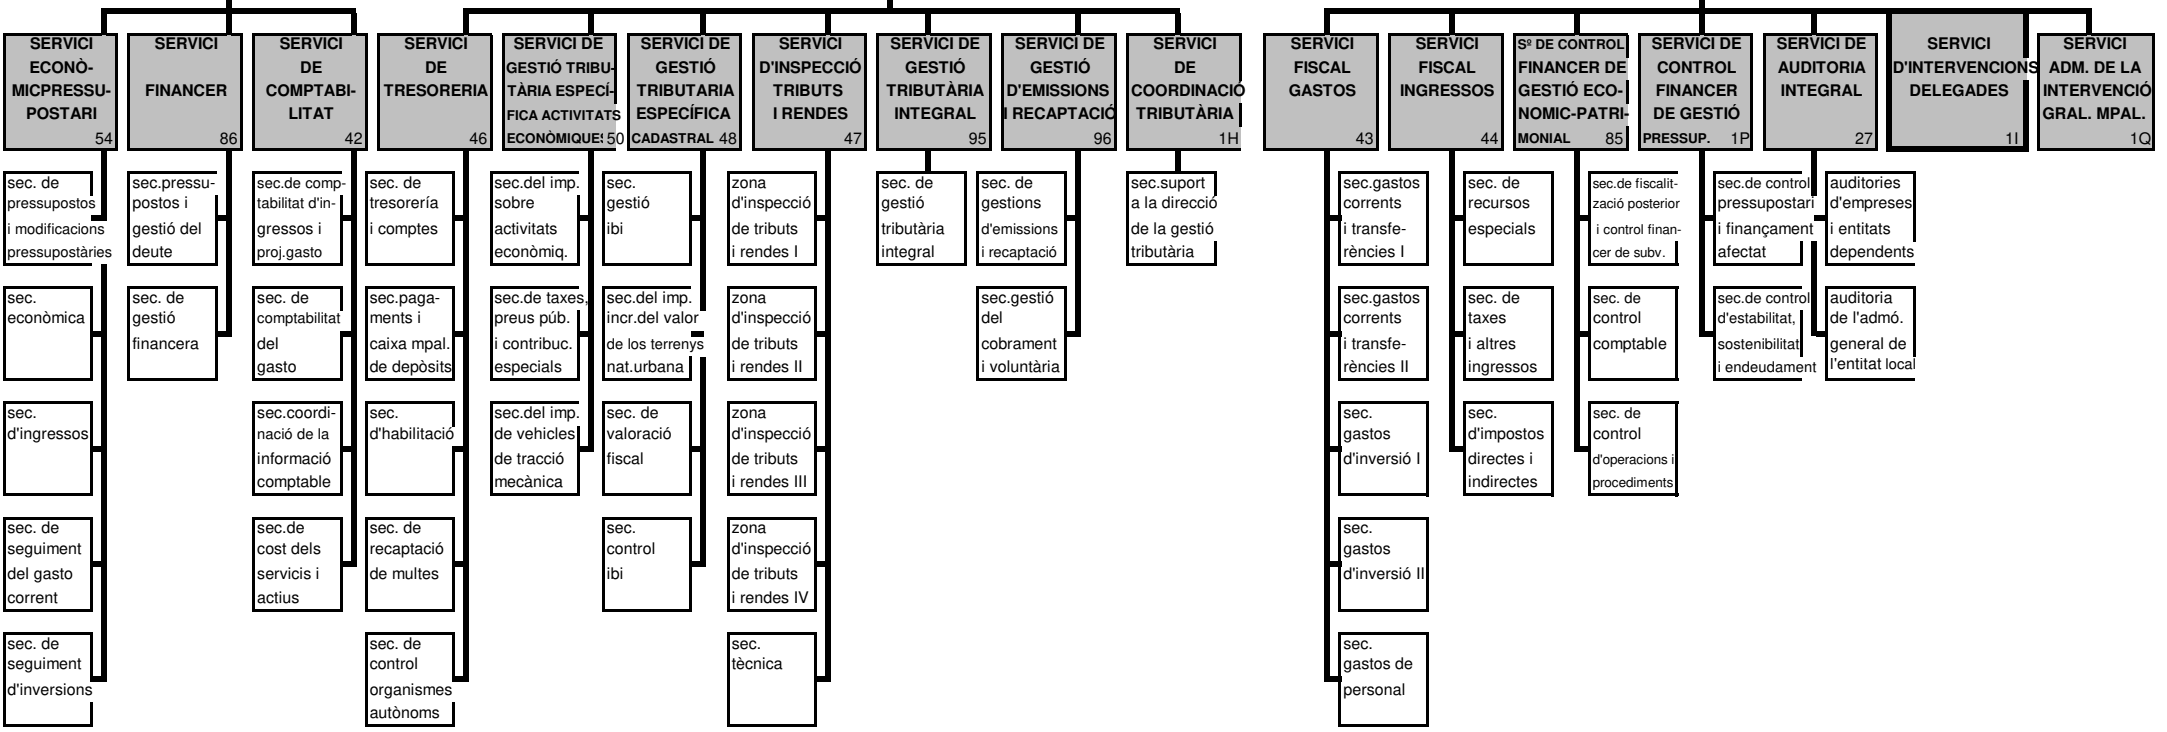 SERVICI
ECONÒ-
MICPRESSU-
POSTARI
54
sec. de
pressupostos
i modificacions
pressupostàries
sec.
econòmica
sec.
d'ingressos
sec. de
seguiment
del gasto
corrent
sec. de
seguiment
d'inversions
SERVICI
FINANCER
86
sec.pressu-
postos i
gestió del
deute
sec. de
gestió
financera
SERVICI
DE
COMPTABI-
LITAT
42
sec.de comp-
tabilitat d'in-
gressos i
proj.gasto
sec. de
comptabilitat
del
gasto
sec.coordi-
nació de la
informació
comptable
sec.de
cost dels
servicis i
actius
SERVICI
DE
TRESORERIA
46
sec. de
tresorería
i comptes
sec.paga-
ments i
caixa mpal.
de depòsits
sec.
d'habilitació
sec. de
recaptació
de multes
sec. de
control
organismes
autònoms
SERVICI DE
GESTIÓ TRIBU-
TÀRIA ESPECÍ-
FICA ACTIVITATS
ECONÒMIQUES 50
sec.del imp.
sobre
activitats
econòmiq.
sec.de taxes,
preus púb.
i contribuc.
especials
sec.del imp.
de vehicles
de tracció
mecànica
SERVICI DE
GESTIÓ
TRIBUTARIA
ESPECÍFICA
CADASTRAL 48
sec.
gestió
ibi
sec.del imp.
incr.del valor
de los terrenys
nat.urbana
sec. de
valoració
fiscal
sec.
control
ibi
SERVICI
D'INSPECCIÓ
TRIBUTS
I RENDES
47
zona
d'inspecció
de tributs
i rendes I
zona
d'inspecció
de tributs
i rendes II
zona
d'inspecció
de tributs
i rendes III
zona
d'inspecció
de tributs
i rendes IV
sec.
tècnica
SERVICI DE
GESTIÓ
TRIBUTÀRIA
INTEGRAL
95
sec. de
gestió
tributària
integral
SERVICI DE
GESTIÓ
D'EMISSIONS
I RECAPTACIÓ
96
sec. de
gestions
d'emissions
i recaptació
sec.gestió
del
cobrament
i voluntària
SERVICI
DE
COORDINACIÓ
TRIBUTÀRIA
1H
sec.suport
a la direcció
de la gestió
tributària
SERVICI
FISCAL
GASTOS
43
sec.gastos
corrents
i transfe-
rències I
sec.gastos
corrents
i transfe-
rències II
sec.
gastos
d'inversió I
sec.
gastos
d'inversió II
sec.
gastos de
personal
SERVICI
FISCAL
INGRESSOS
44
sec. de
recursos
especials
sec. de
taxes
i altres
ingressos
sec.
d'impostos
directes i
indirectes
Sº DE CONTROL
FINANCER DE
GESTIÓ ECO-
NOMIC-PATRI-
MONIAL 85
sec.de fiscalit-
zació posterior
i control finan-
cer de subv.
sec. de
control
comptable
sec. de
control
d'operacions i
procediments
SERVICI DE
CONTROL
FINANCER
DE GESTIÓ
PRESSUP. 1P
sec.de control
pressupostari
i finançament
afectat
sec.de control
d'estabilitat,
sostenibilitat
i endeudament
SERVICI DE
AUDITORIA
INTEGRAL
27
auditories
d'empreses
i entitats
dependents
auditoria
de l'admó.
general de
l'entitat local
SERVICI
D'INTERVENCIONS
DELEGADES
1I
SERVICI
ADM. DE LA
INTERVENCIÓ
GRAL. MPAL.
1Q